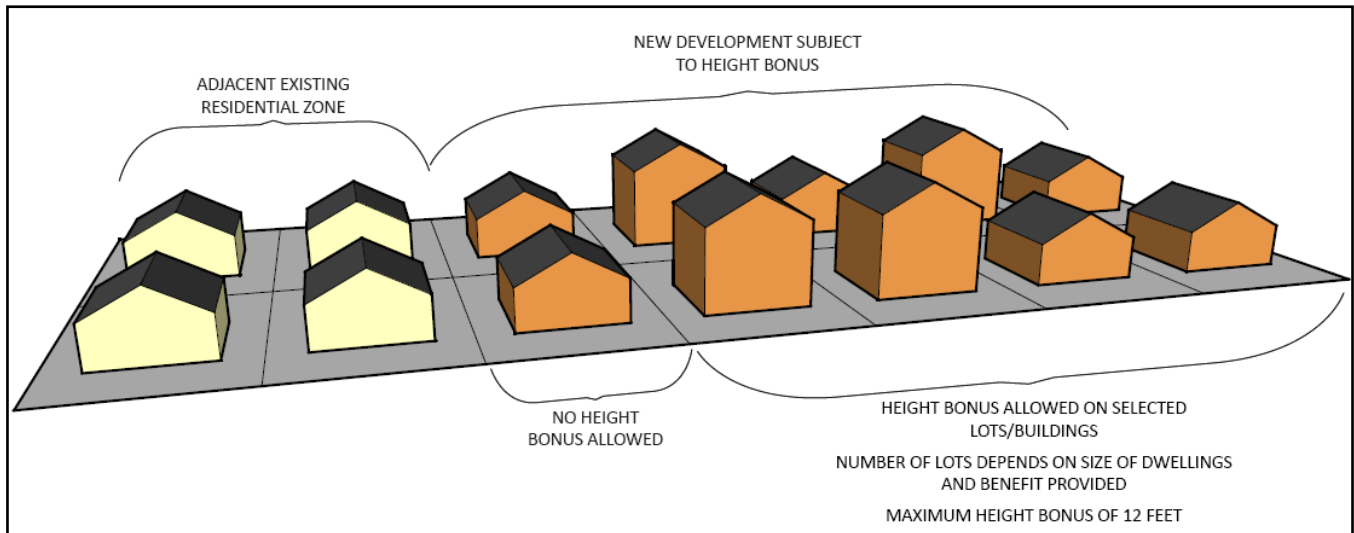 NEW DEVELOPMENT SUBJECT
TO HEIGHT BONUS
ADJACENT EXISTING
RESIDENTIAL ZONE
NO HEIGHT
BONUS ALLOWED
HEIGHT BONUS ALLOWED ON SELECTED
LOTS/BUILDINGS
NUMBER OF LOTS DEPENDS ON SIZE OF DWELLINGS
AND BENEFIT PROVIDED
MAXIMUM HEIGHT BONUS OF 12 FEET